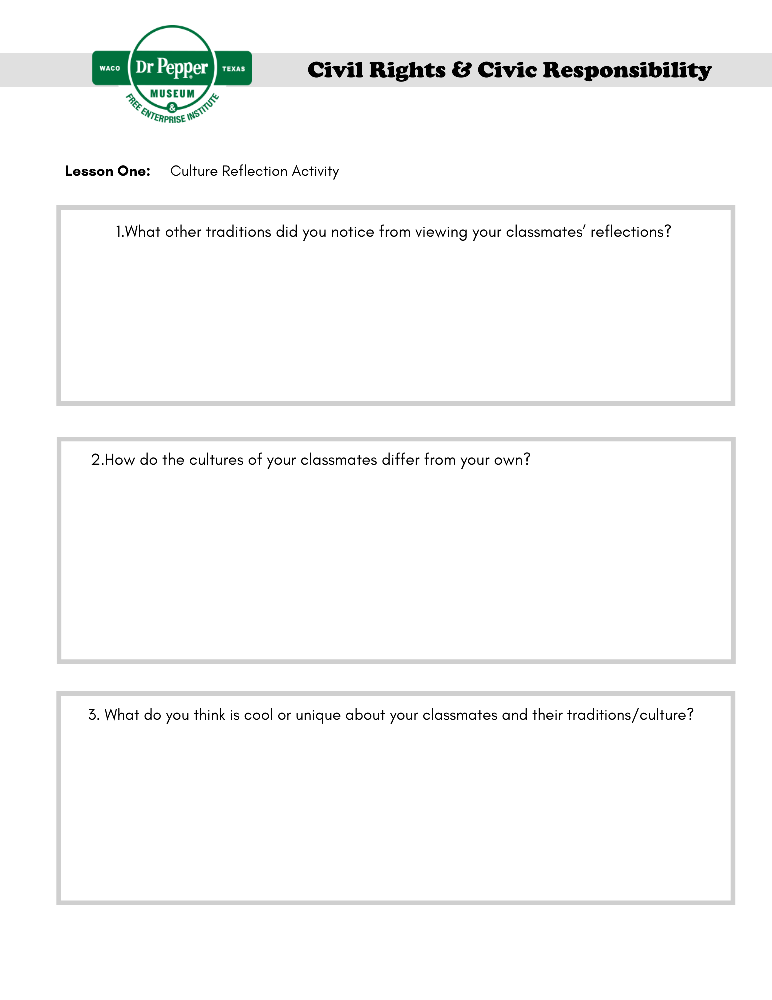 WACO
Dr Pepper®
TEXAS
MUSEUM
&
FREE ENTERPRISE INSTITUTE
Civil Rights & Civic Responsibility
Lesson One: Culture Reflection Activity
1.What other traditions did you notice from viewing your classmates’ reflections?
2.How do the cultures of your classmates differ from your own?
3. What do you think is cool or unique about your classmates and their traditions/culture?